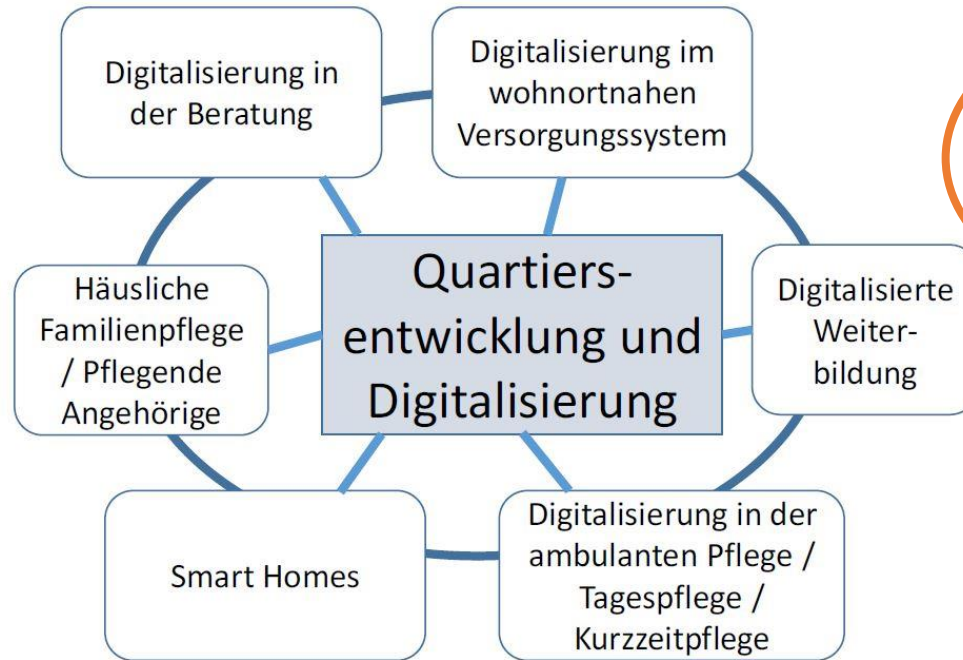 Digitalisierung in
der Beratung
Digitalisierung im
wohnortnahen
Versorgungssystem
Häusliche
Familienpflege
/ Pflegende
Angehörige
Quartiers-
entwicklung und
Digitalisierung
Digitalisierte
Weiter-
bildung
Smart Homes
Digitalisierung in der
ambulanten Pflege /
Tagespflege /
Kurzzeitpflege